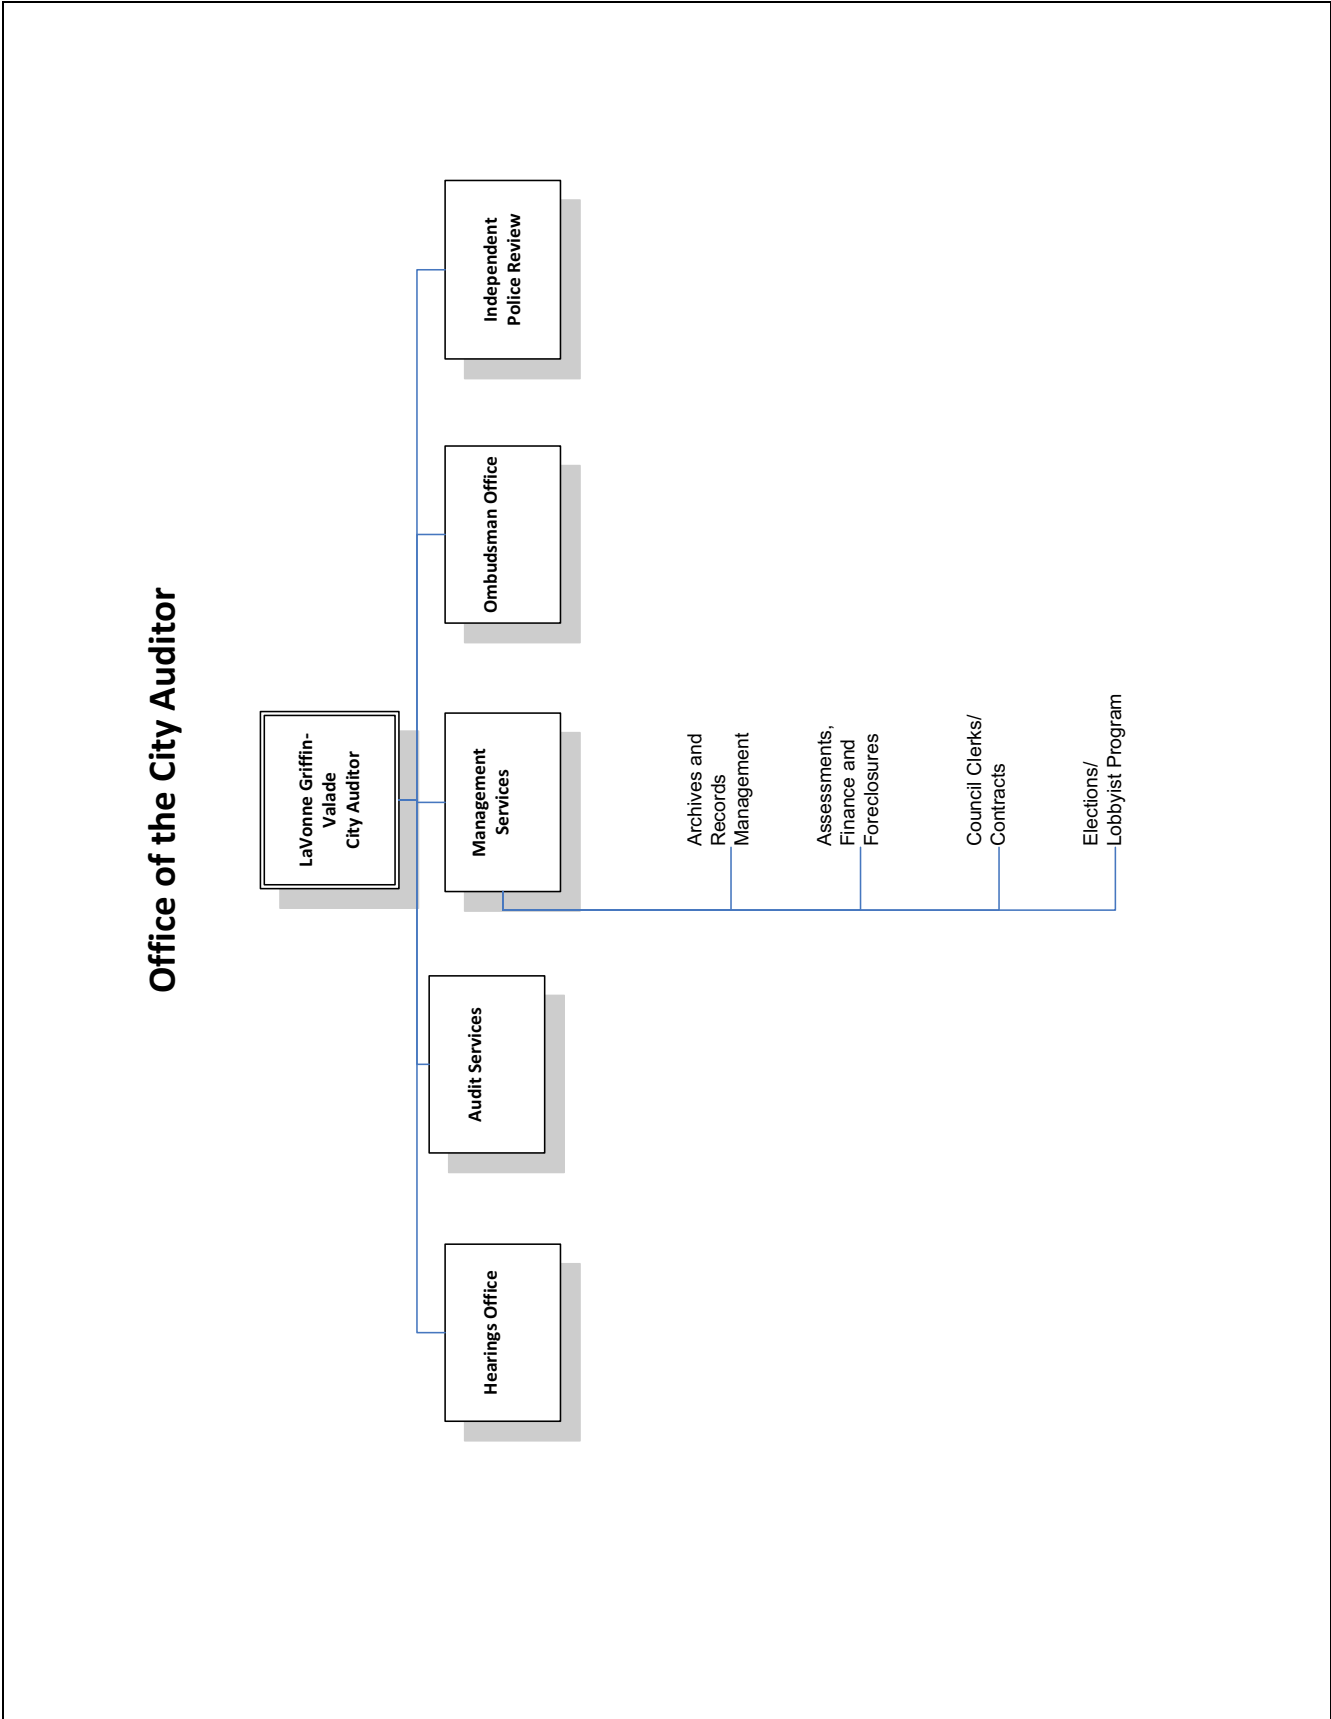 Office of the City Auditor
LaVonne Griffin-
Valade
City Auditor
Hearings Office
Audit Services
Management
Services
Ombudsman Office
Independent
Police Review
Archives and
Records
Management
Assessments,
Finance and
Foreclosures
Council Clerks/
Contracts
Elections/
Lobbyist Program